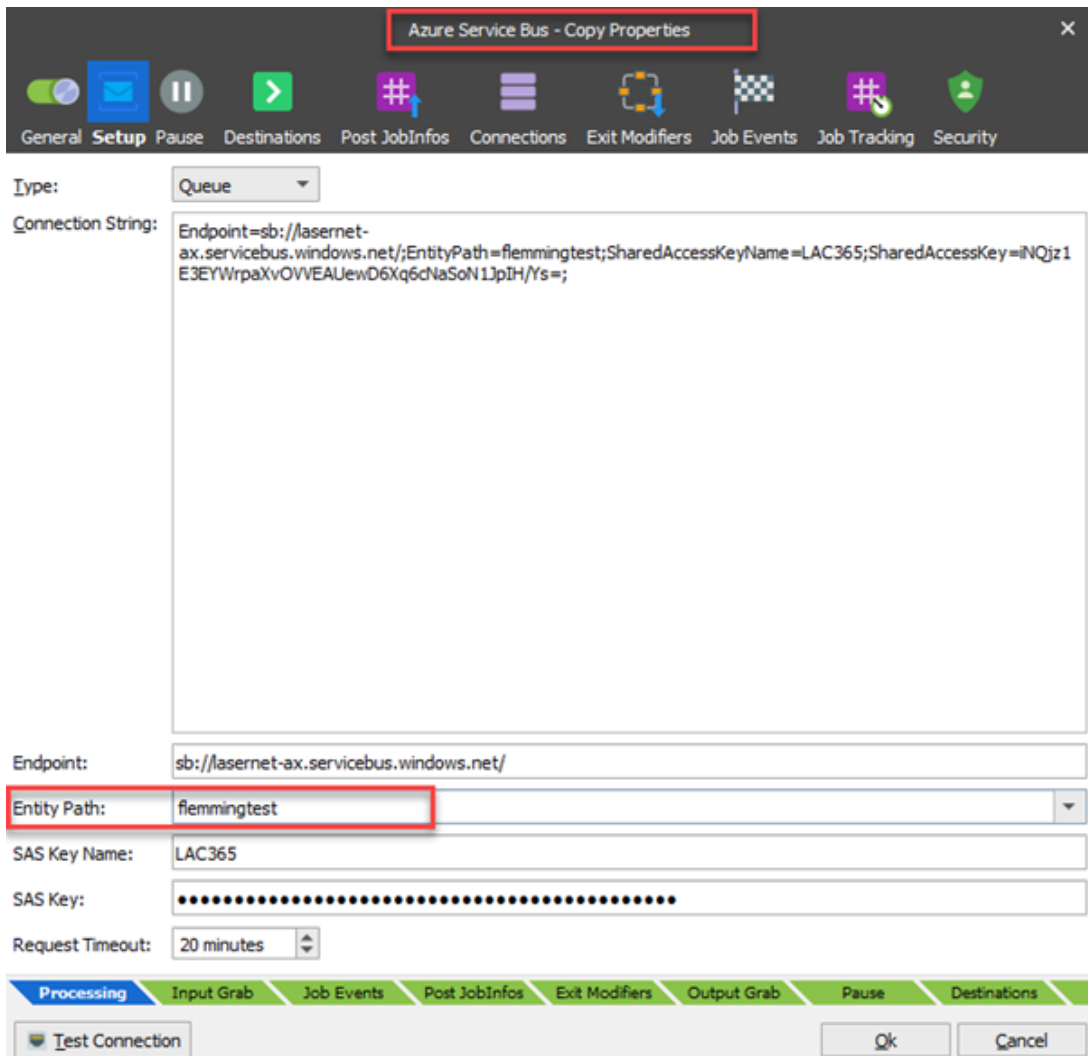 Azure Service Bus - Copy Properties
General Setup Pause Destinations Post JobInfos Connections Exit Modifiers Job Events Job Tracking Security
Type: Queue
Connection String: Endpoint=sb://lasernet-
ax.servicebus.windows.net/;EntityPath=flemmingtest;SharedAccessKeyName=LAC365;SharedAccessKey=iNQjz1
E3EYWrpaXvOVVEAUewD6Xq6cNaSoN1JpIH/Ys=;
Endpoint: sb://lasernet-ax.servicebus.windows.net/
Entity Path: flemmingtest
SAS Key Name: LAC365
SAS Key: ●●●●●●●●●●●●●●●●●●●●●●●●●●●●●●●●●●●●●●●●●●●●
Request Timeout: 20 minutes
Processing Input Grab Job Events Post JobInfos Exit Modifiers Output Grab Pause Destinations
Test Connection Ok Cancel